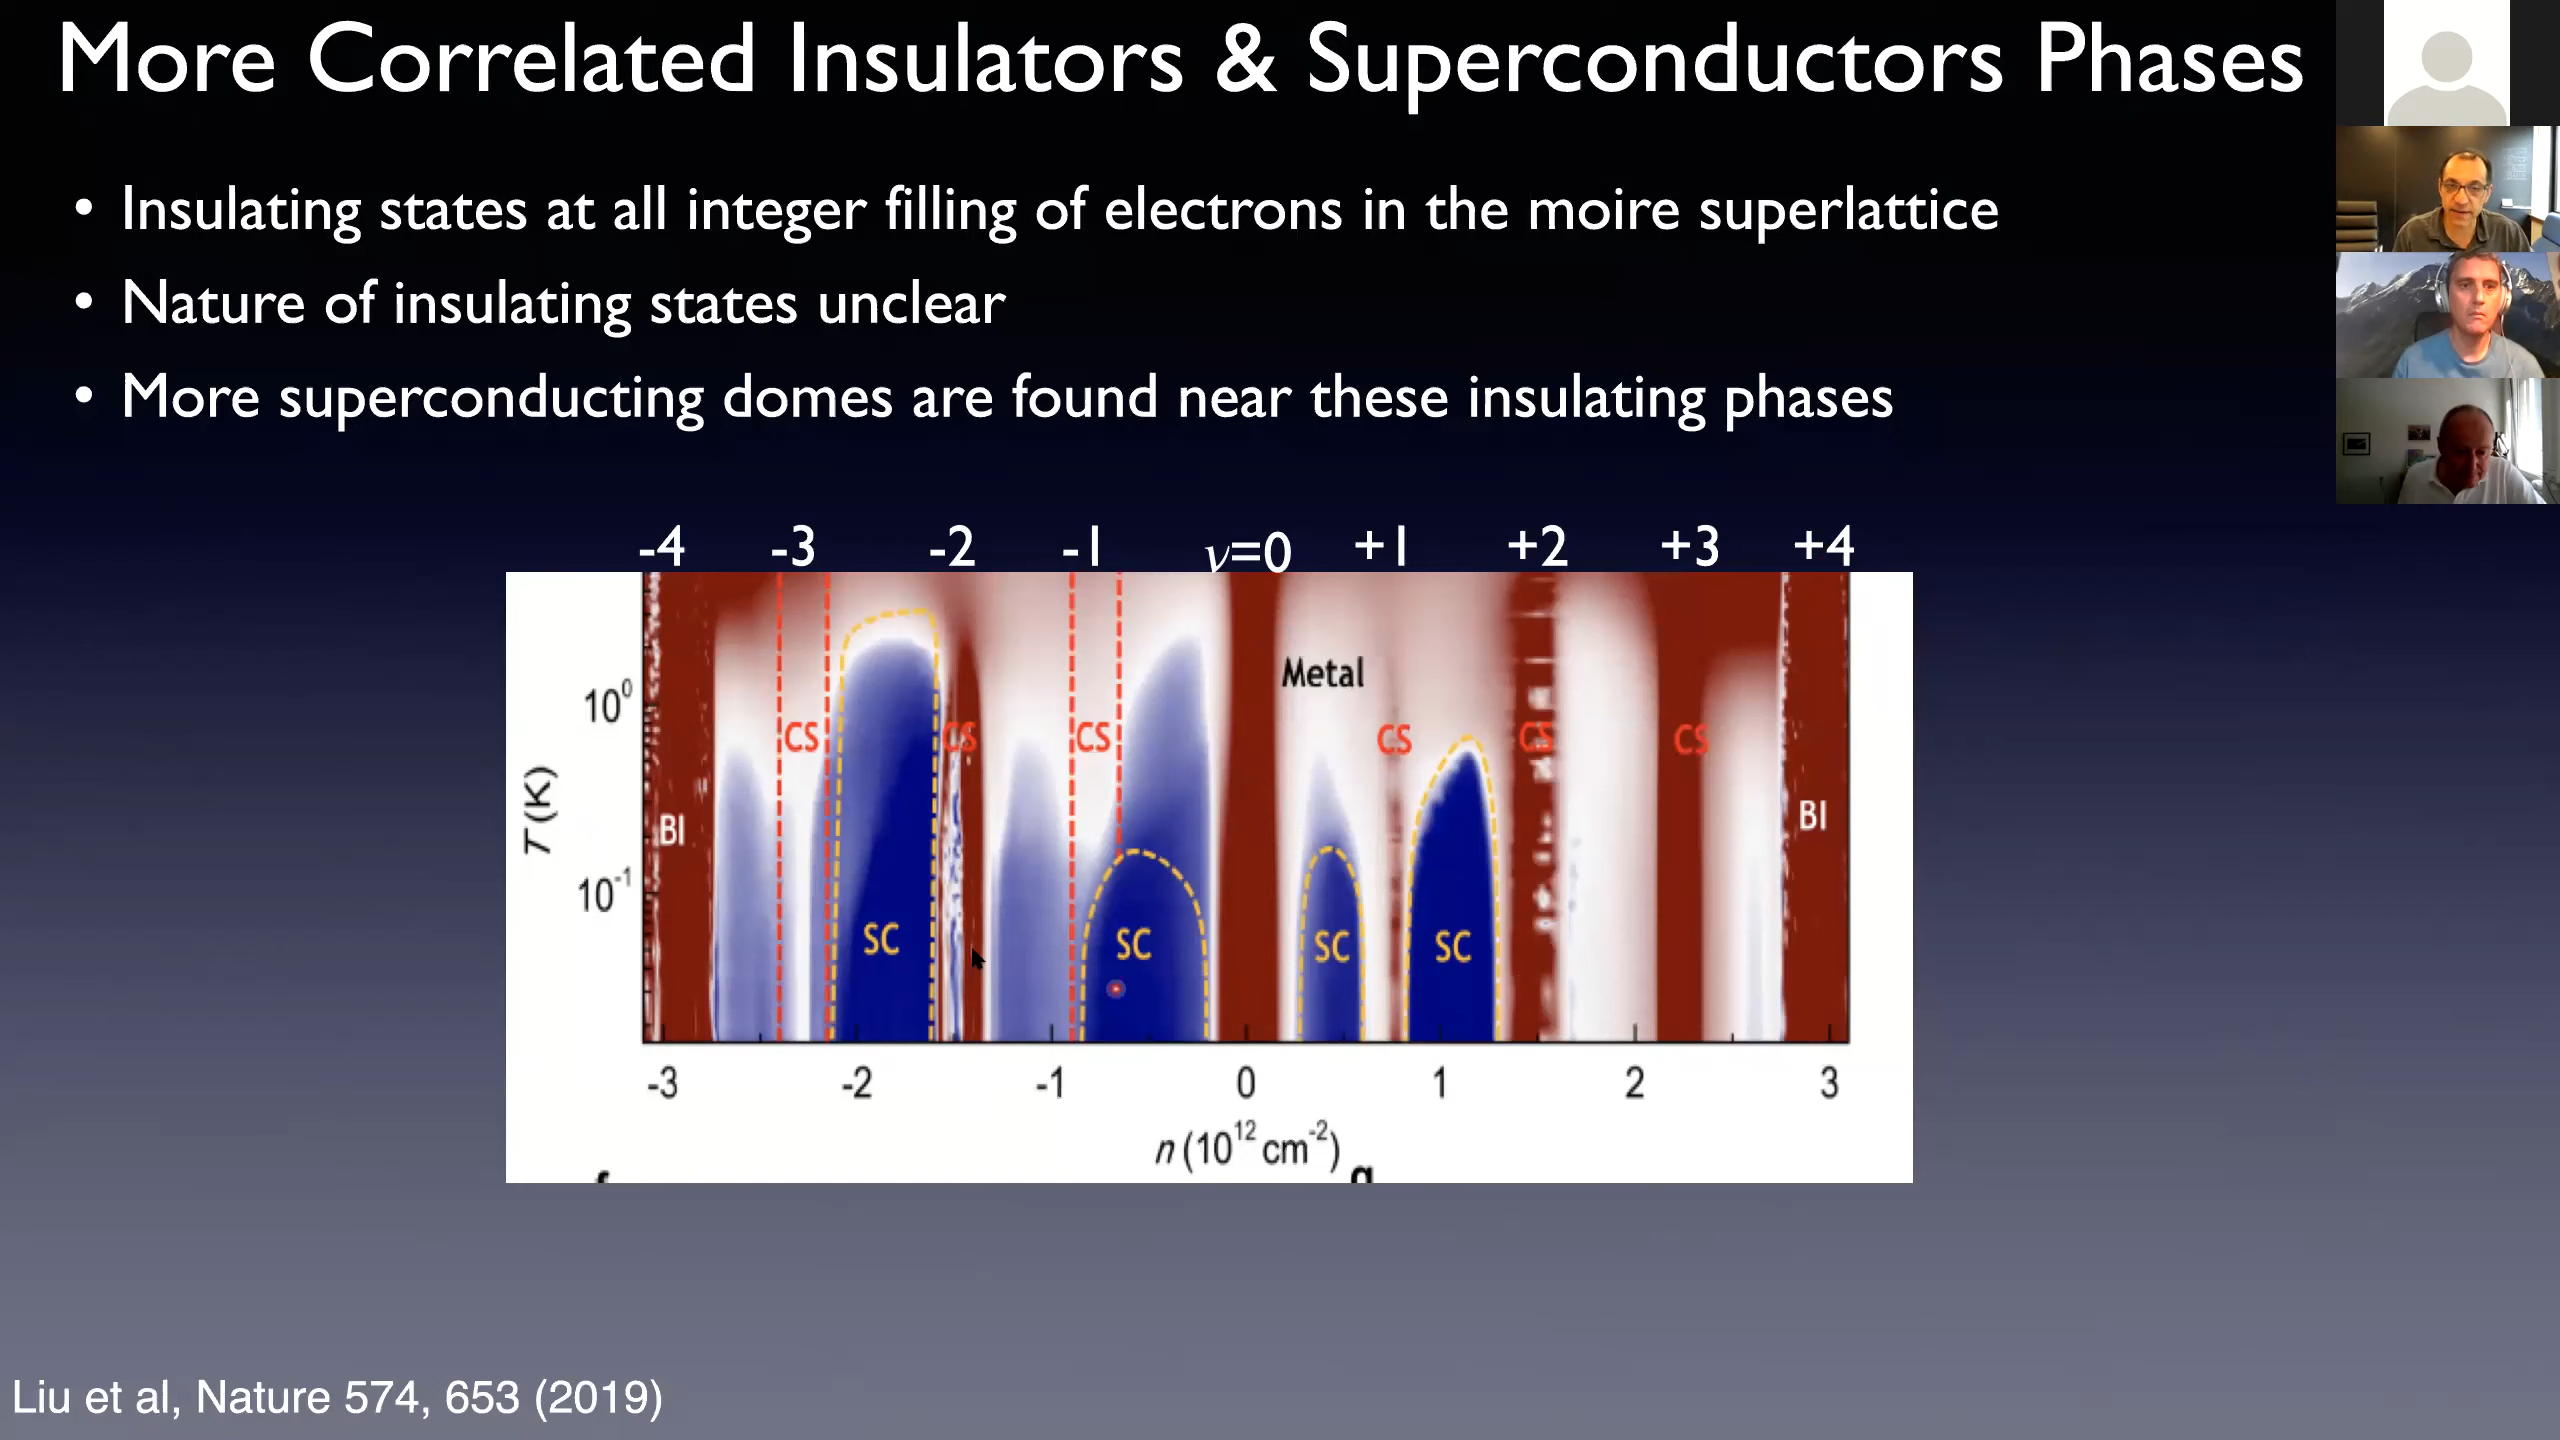 More Correlated Insulators & Superconductors Phases
• Insulating states at all integer filling of electrons in the moire superlattice
• Nature of insulating states unclear
• More superconducting domes are found near these insulating phases
-4 -3 -2 -1 ν=0 +1 +2 +3 +4
Metal
10⁰
CS CS CS CS CS CS
BI BI
T (K)
10⁻¹
SC SC SC SC
-3 -2 -1 0 1 2 3
n (10¹² cm⁻²)
Liu et al, Nature 574, 653 (2019)